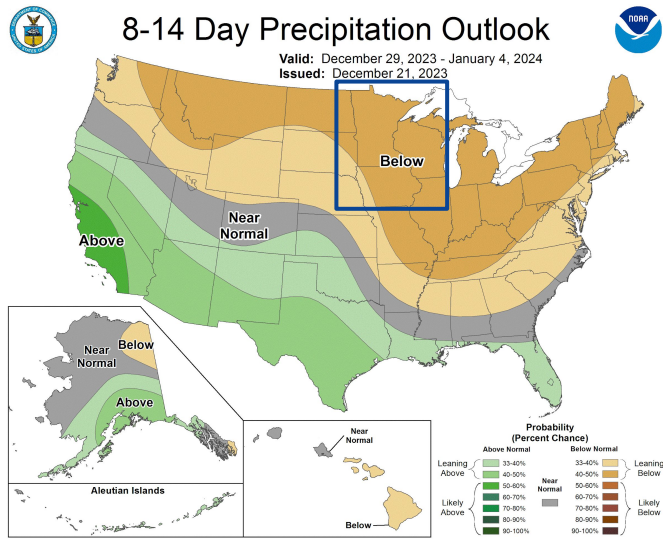 8-14 Day Precipitation Outlook
Valid: December 29, 2023 - January 4, 2024
Issued: December 21, 2023
NOAA
Below
Near
Normal
Above
Near
Normal
Below
Above
Aleutian Islands
Near
Normal
Below
Probability
(Percent Chance)
Above Normal
Below Normal
Leaning
Above
33-40%
40-50%
Likely
Above
50-60%
60-70%
70-80%
80-90%
90-100%
Near
Normal
33-40%
40-50%
Leaning
Below
50-60%
60-70%
70-80%
80-90%
90-100%
Likely
Below